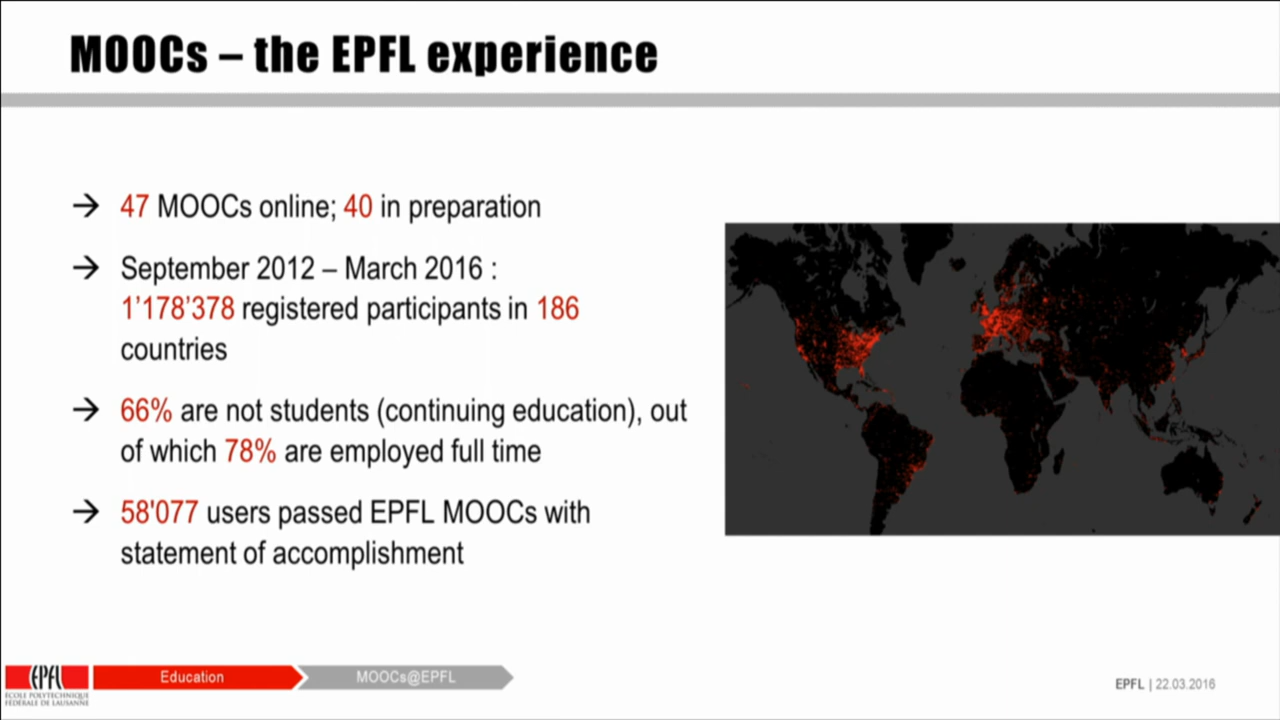 MOOCs – the EPFL experience
→ 47 MOOCs online; 40 in preparation
→ September 2012 – March 2016 :
1’178’378 registered participants in 186
countries
→ 66% are not students (continuing education), out
of which 78% are employed full time
→ 58'077 users passed EPFL MOOCs with
statement of accomplishment
EPFL
ÉCOLE POLYTECHNIQUE
FÉDÉRALE DE LAUSANNE
Education
MOOCs@EPFL
EPFL | 22.03.2016